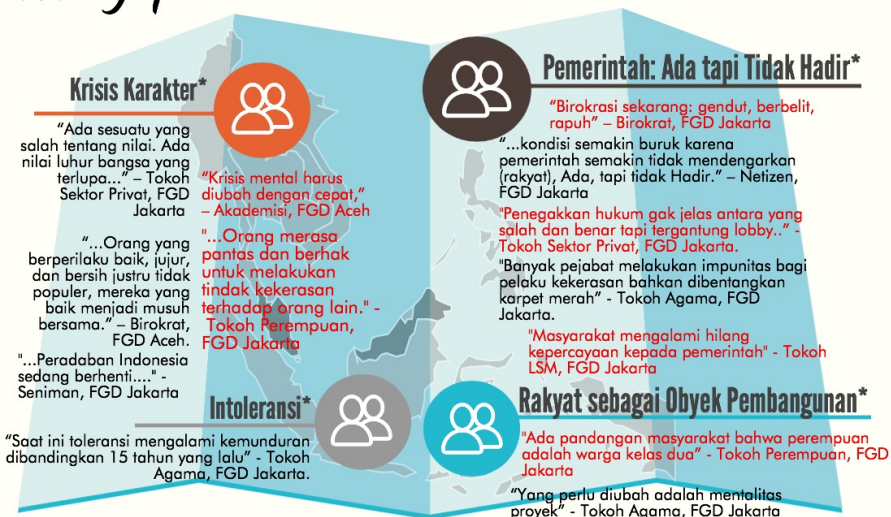 Krisis Karakter*
“Ada sesuatu yang
salah tentang nilai. Ada
nilai luhur bangsa yang
terlupa...” – Tokoh
Sektor Privat, FGD
Jakarta
“Krisis mental harus
diubah dengan cepat,”
– Akademisi, FGD Aceh
“...Orang yang
berperilaku baik, jujur,
dan bersih justru tidak
populer, mereka yang
baik menjadi musuh
bersama.” – Birokrat,
FGD Aceh.
"...Orang merasa
pantas dan berhak
untuk melakukan
tindak kekerasan
terhadap orang lain." -
Tokoh Perempuan,
FGD Jakarta
"...Peradaban Indonesia
sedang berhenti...." -
Seniman, FGD Jakarta
Intoleransi*
“Saat ini toleransi mengalami kemunduran
dibandingkan 15 tahun yang lalu” - Tokoh
Agama, FGD Jakarta.
Pemerintah: Ada tapi Tidak Hadir*
“Birokrasi sekarang: gendut, berbelit,
rapuh” – Birokrat, FGD Jakarta
“...kondisi semakin buruk karena
pemerintah semakin tidak mendengarkan
(rakyat), Ada, tapi tidak Hadir.” – Netizen,
FGD Jakarta
"Penegakkan hukum gak jelas antara yang
salah dan benar tapi tergantung lobby..” -
Tokoh Sektor Privat, FGD Jakarta.
"Banyak pejabat melakukan impunitas bagi
pelaku kekerasan bahkan dibentangkan
karpet merah” - Tokoh Agama, FGD
Jakarta.
"Masyarakat mengalami hilang
kepercayaan kepada pemerintah" - Tokoh
LSM, FGD Jakarta
Rakyat sebagai Obyek Pembangunan*
"Ada pandangan masyarakat bahwa perempuan
adalah warga kelas dua” - Tokoh Perempuan, FGD
Jakarta
“Yang perlu diubah adalah mentalitas
proyek” - Tokoh Agama, FGD Jakarta